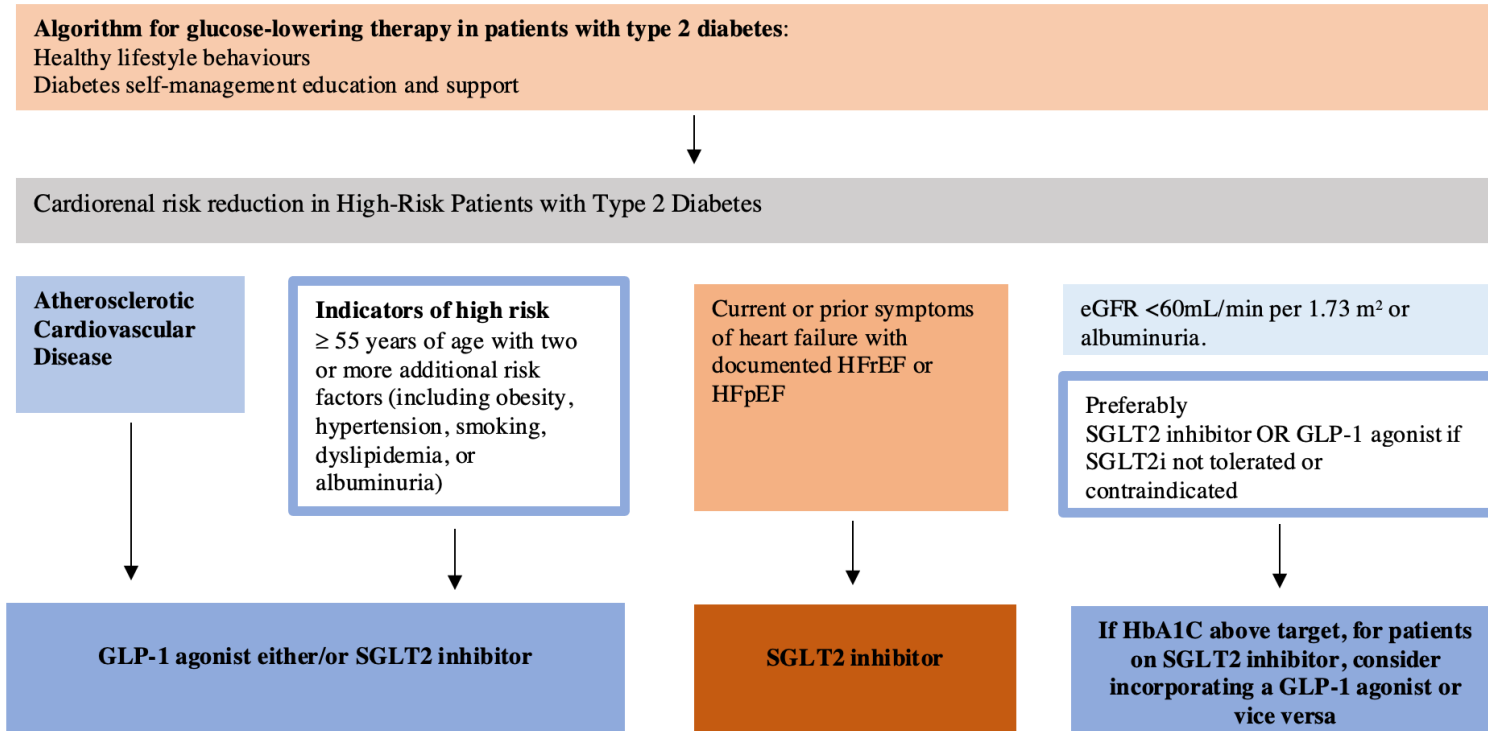 Algorithm for glucose-lowering therapy in patients with type 2 diabetes:
Healthy lifestyle behaviours
Diabetes self-management education and support
Cardiorenal risk reduction in High-Risk Patients with Type 2 Diabetes
Atherosclerotic
Cardiovascular
Disease
Indicators of high risk
≥ 55 years of age with two
or more additional risk
factors (including obesity,
hypertension, smoking,
dyslipidemia, or
albuminuria)
Current or prior symptoms
of heart failure with
documented HFrEF or
HFpEF
eGFR <60mL/min per 1.73 m² or
albuminuria.
Preferably
SGLT2 inhibitor OR GLP-1 agonist if
SGLT2i not tolerated or
contraindicated
GLP-1 agonist either/or SGLT2 inhibitor
SGLT2 inhibitor
If HbA1C above target, for patients
on SGLT2 inhibitor, consider
incorporating a GLP-1 agonist or
vice versa